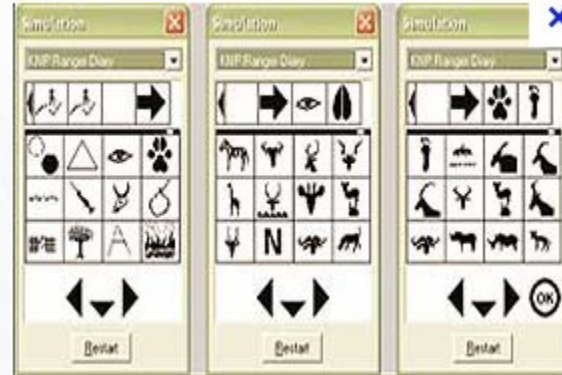 Simulation
KNP Ranger Diary
Restart
Simulation
KNP Ranger Diary
N
Restart
Simulation
KNP Ranger Diary
OK
Restart